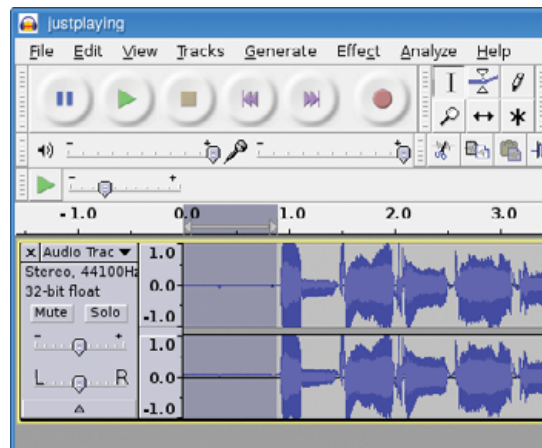 justplaying
File Edit View Tracks Generate Effect Analyze Help
- +
- +
- +
- 1.0 0.0 1.0 2.0 3.0
x Audio Trac ▼ 1.0
Stereo, 44100Hz
32-bit float 0.0
Mute Solo -1.0
- + 1.0
L R 0.0
-1.0